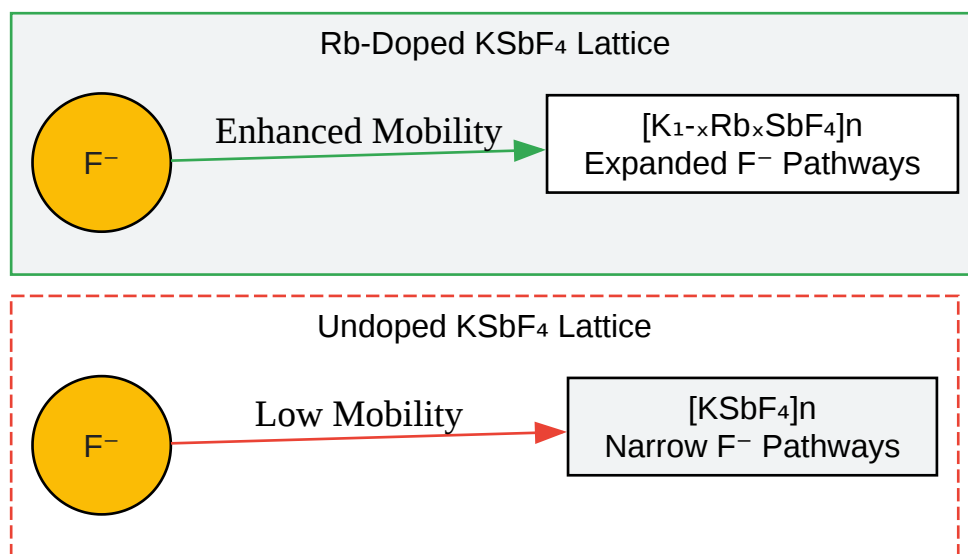 Rb-Doped KSbF₄ Lattice
F⁻
Enhanced Mobility
[K₁-ₓRbₓSbF₄]n
Expanded F⁻ Pathways
Undoped KSbF₄ Lattice
F⁻
Low Mobility
[KSbF₄]n
Narrow F⁻ Pathways